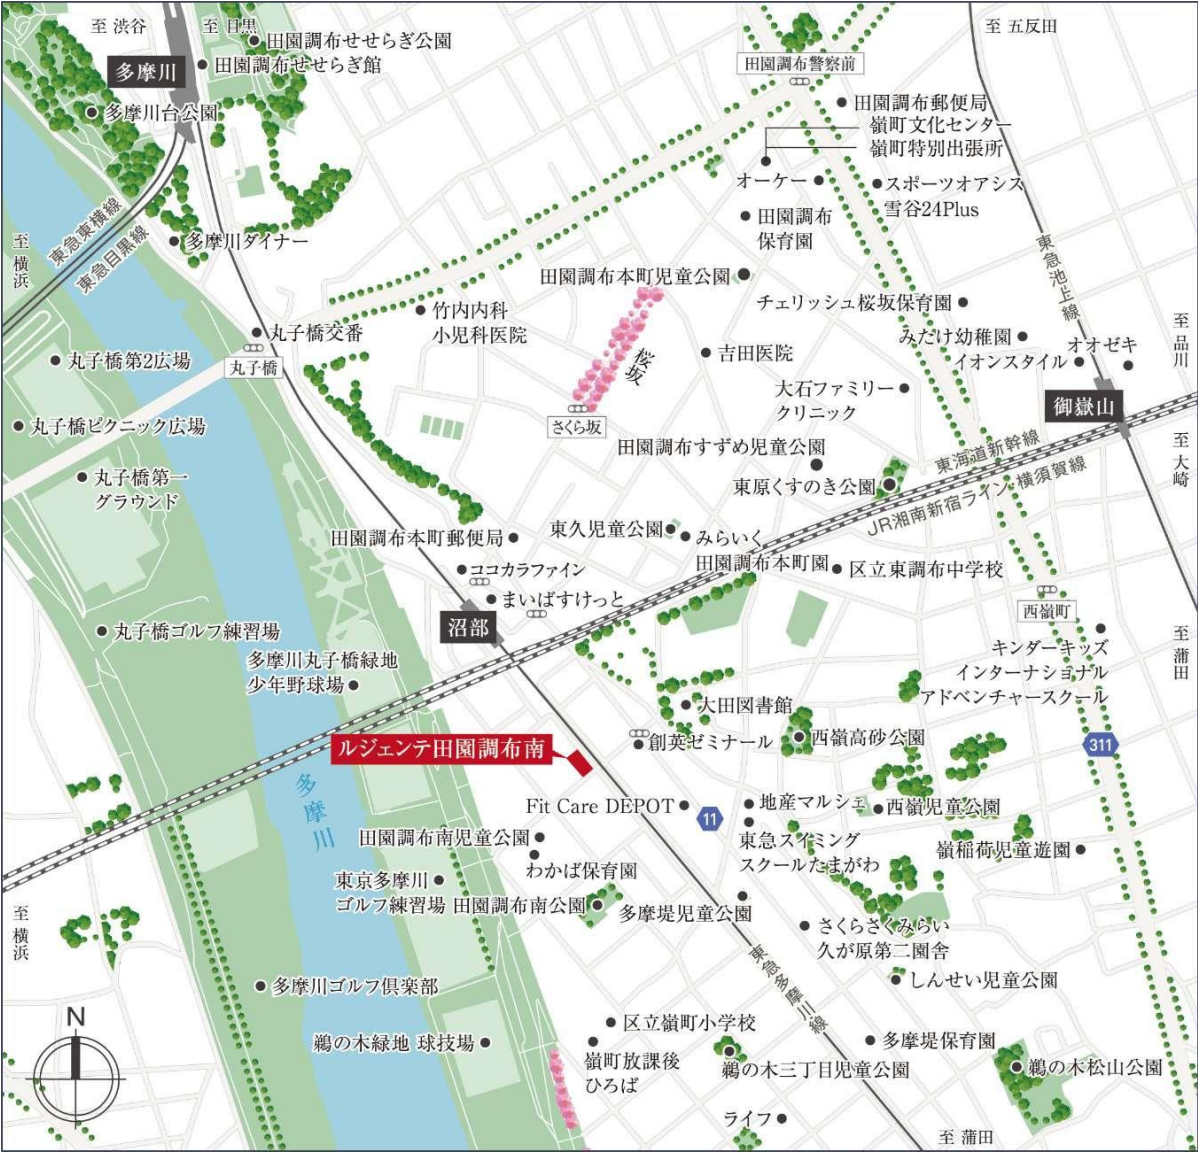 至 渋谷
至 目黒
田園調布せせらぎ公園
田園調布せせらぎ館
多摩川
多摩川台公園
至 五反田
田園調布警察前
田園調布郵便局
嶺町文化センター
嶺町特別出張所
オーケー
スポーツオアシス
雪谷24Plus
田園調布
保育園
東急東横線
東急目黒線
至 横浜
多摩川ダイナー
田園調布本町児童公園
東急池上線
チェリッシュ桜坂保育園
竹内内科
小児科医院
丸子橋交番
丸子橋
丸子橋第2広場
桜坂
吉田医院
みたけ幼稚園
イオンスタイル
オオゼキ
至 品川
大石ファミリー
クリニック
御嶽山
さくら坂
丸子橋ピクニック広場
丸子橋第一
グラウンド
田園調布すずめ児童公園
東原くすのき公園
東海道新幹線
JR湘南新宿ライン・横須賀線
至 大崎
田園調布本町郵便局
東久児童公園
みらいく
田園調布本町園
区立東調布中学校
ココカラファイン
まいばすけっと
沼部
西嶺町
丸子橋ゴルフ練習場
多摩川丸子橋緑地
少年野球場
キンダーキッズ
インターナショナル
アドベンチャースクール
至 蒲田
大田図書館
創英ゼミナール
西嶺高砂公園
311
ルジェンテ田園調布南
多摩川
Fit Care DEPOT
11
地産マルシェ
西嶺児童公園
東急スイミング
スクールたまがわ
嶺稲荷児童遊園
田園調布南児童公園
わかば保育園
東京多摩川
ゴルフ練習場
田園調布南公園
多摩堤児童公園
さくらさくみらい
久が原第二園舎
至 横浜
東急多摩川線
しんせい児童公園
多摩川ゴルフ倶楽部
区立嶺町小学校
嶺町放課後
ひろば
鵜の木緑地 球技場
多摩堤保育園
鵜の木三丁目児童公園
鵜の木松山公園
N
ライフ
至 蒲田